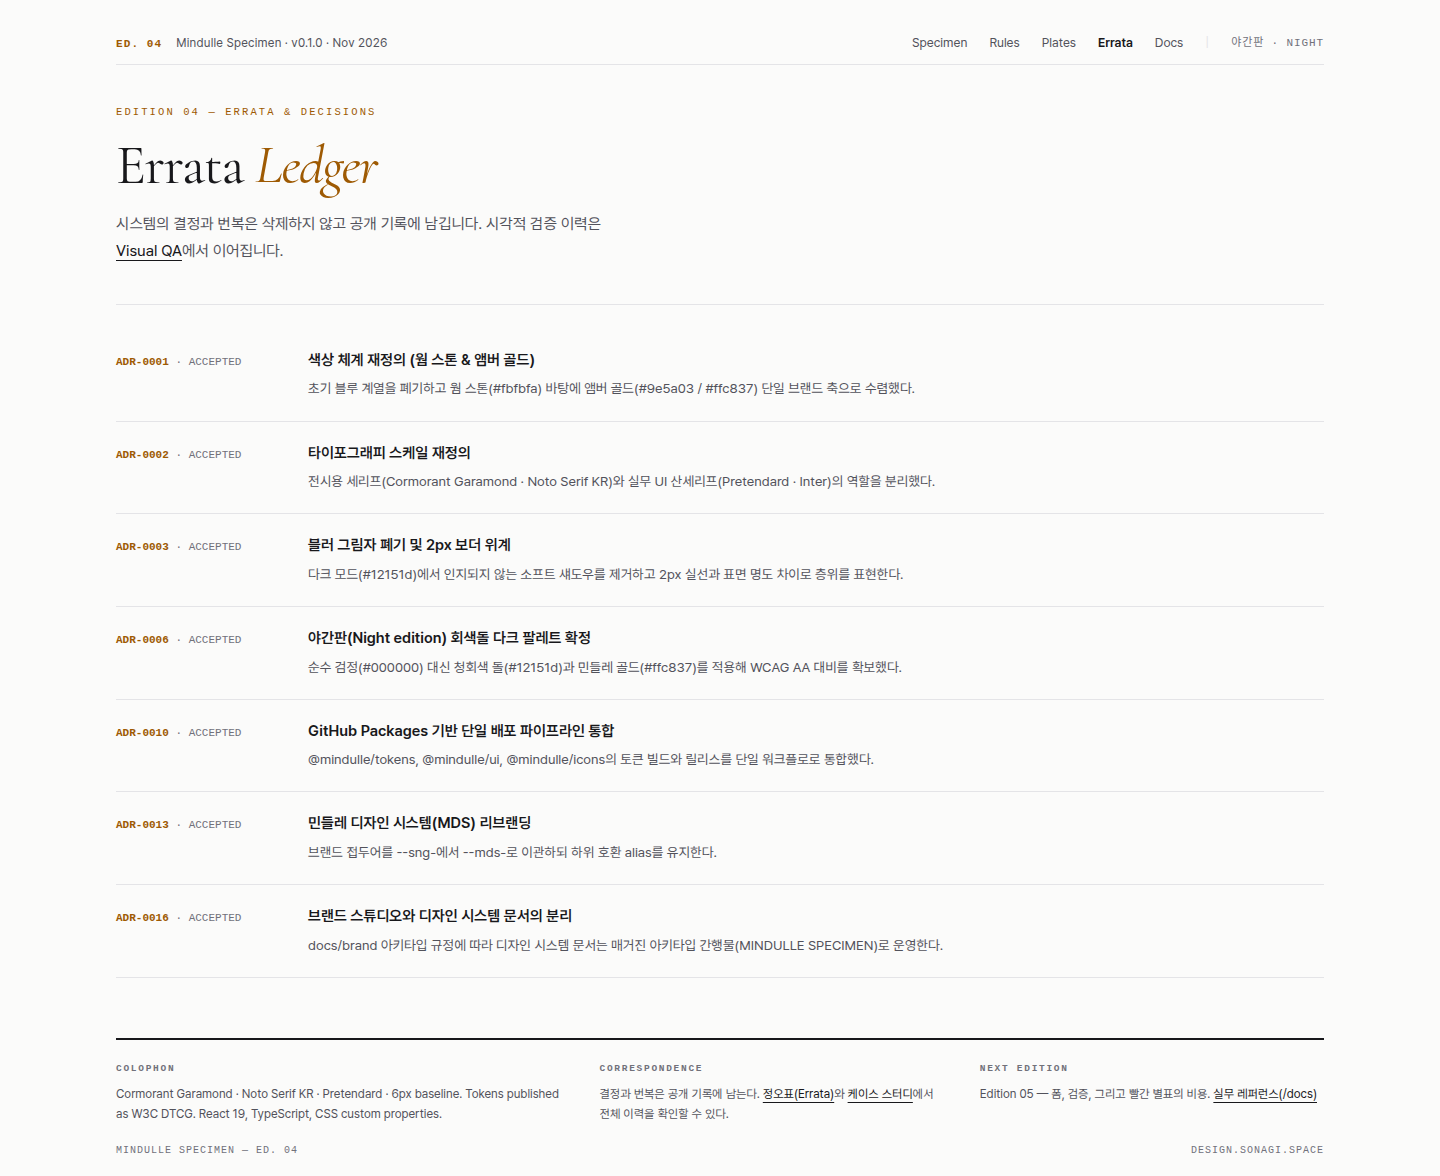 ED. 04 Mindulle Specimen · v0.1.0 · Nov 2026
Specimen Rules Plates Errata Docs 야간판 · NIGHT
EDITION 04 — ERRATA & DECISIONS
Errata Ledger
시스템의 결정과 번복은 삭제하지 않고 공개 기록에 남깁니다. 시각적 검증 이력은
Visual QA에서 이어집니다.
ADR-0001 · ACCEPTED
색상 체계 재정의 (웜 스톤 & 앰버 골드)
초기 블루 계열을 폐기하고 웜 스톤(#fbfbfa) 바탕에 앰버 골드(#9e5a03 / #ffc837) 단일 브랜드 축으로 수렴했다.
ADR-0002 · ACCEPTED
타이포그래피 스케일 재정의
전시용 세리프(Cormorant Garamond · Noto Serif KR)와 실무 UI 산세리프(Pretendard · Inter)의 역할을 분리했다.
ADR-0003 · ACCEPTED
블러 그림자 폐기 및 2px 보더 위계
다크 모드(#12151d)에서 인지되지 않는 소프트 섀도우를 제거하고 2px 실선과 표면 명도 차이로 층위를 표현한다.
ADR-0006 · ACCEPTED
야간판(Night edition) 회색돌 다크 팔레트 확정
순수 검정(#000000) 대신 청회색 돌(#12151d)과 민들레 골드(#ffc837)를 적용해 WCAG AA 대비를 확보했다.
ADR-0010 · ACCEPTED
GitHub Packages 기반 단일 배포 파이프라인 통합
@mindulle/tokens, @mindulle/ui, @mindulle/icons의 토큰 빌드와 릴리스를 단일 워크플로로 통합했다.
ADR-0013 · ACCEPTED
민들레 디자인 시스템(MDS) 리브랜딩
브랜드 접두어를 --sng-에서 --mds-로 이관하되 하위 호환 alias를 유지한다.
ADR-0016 · ACCEPTED
브랜드 스튜디오와 디자인 시스템 문서의 분리
docs/brand 아키타입 규정에 따라 디자인 시스템 문서는 매거진 아키타입 간행물(MINDULLE SPECIMEN)로 운영한다.
COLOPHON
Cormorant Garamond · Noto Serif KR · Pretendard · 6px baseline. Tokens published
as W3C DTCG. React 19, TypeScript, CSS custom properties.
CORRESPONDENCE
결정과 번복은 공개 기록에 남는다. 정오표(Errata)와 케이스 스터디에서
전체 이력을 확인할 수 있다.
NEXT EDITION
Edition 05 — 폼, 검증, 그리고 빨간 별표의 비용. 실무 레퍼런스(/docs)
MINDULLE SPECIMEN — ED. 04
DESIGN.SONAGI.SPACE